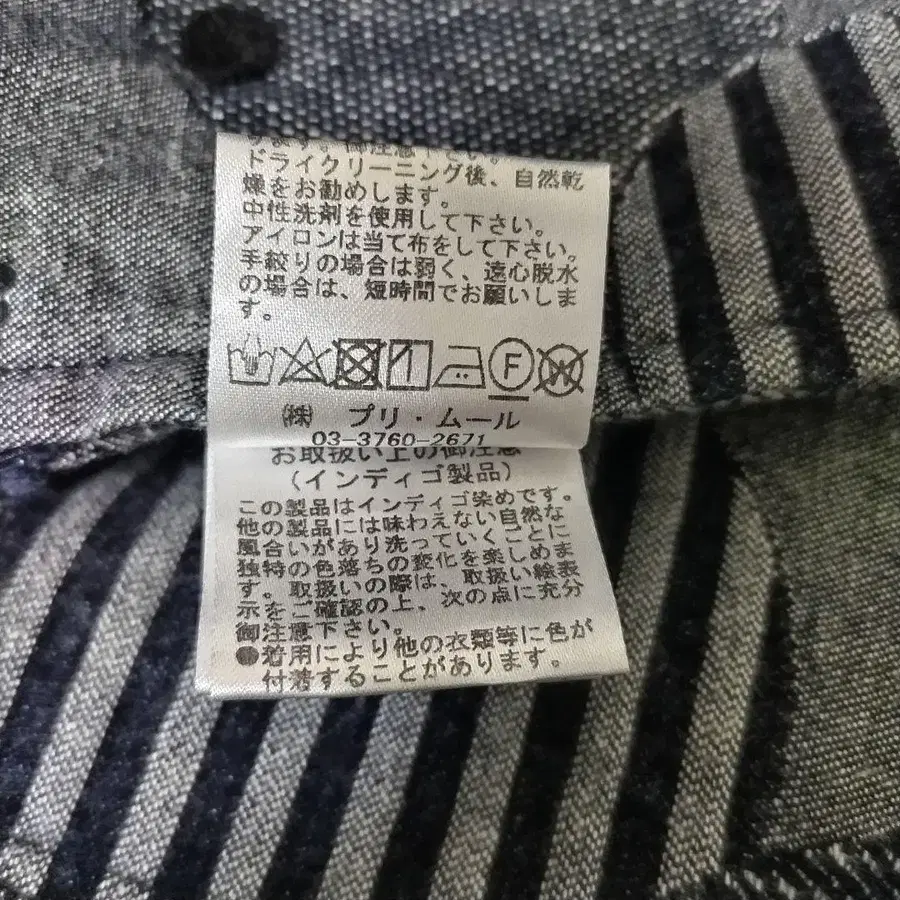 ます。御注意下さい。
ドライクリーニング後、自然乾
燥をお勧めします。
中性洗剤を使用して下さい。
アイロンは当て布をして下さい。
手絞りの場合は弱く、遠心脱水
の場合は、短時間でお願いしま
す。
F W
㈱ プリ・ムール
03-3760-2671
お取扱い上の御注意
(インディゴ製品)
この製品はインディゴ染めです。
他の製品には味わえない自然な
風合いがあり洗っていくごとに
独特の色落ちの変化を楽しめま
す。取扱いの際は、取扱い絵表
示をご確認の上、次の点に充分
御注意下さい。
●着用により他の衣類等に色が
付着することがあります。